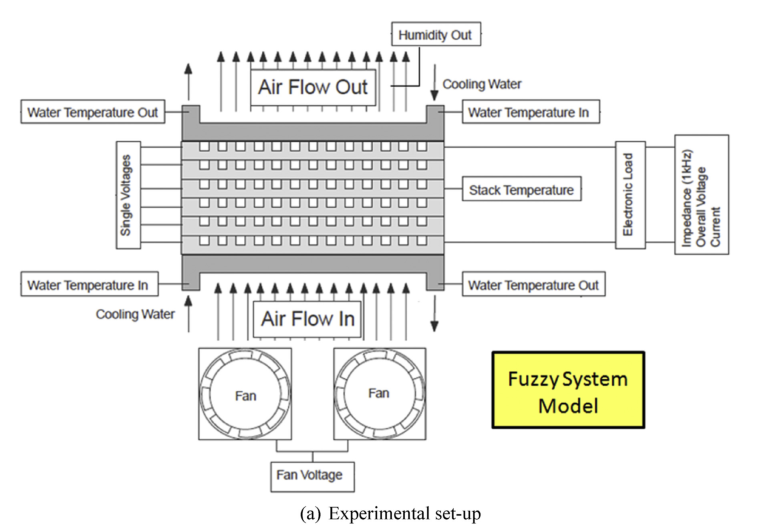 Humidity Out
Air Flow Out
Cooling Water
Water Temperature Out
Water Temperature In
Single Voltages
Stack Temperature
Electronic Load
Impedance (1kHz)
Overall Voltage
Current
Water Temperature In
Water Temperature Out
Cooling Water
Air Flow In
Fan
Fan
Fuzzy System
Model
Fan Voltage
(a) Experimental set-up